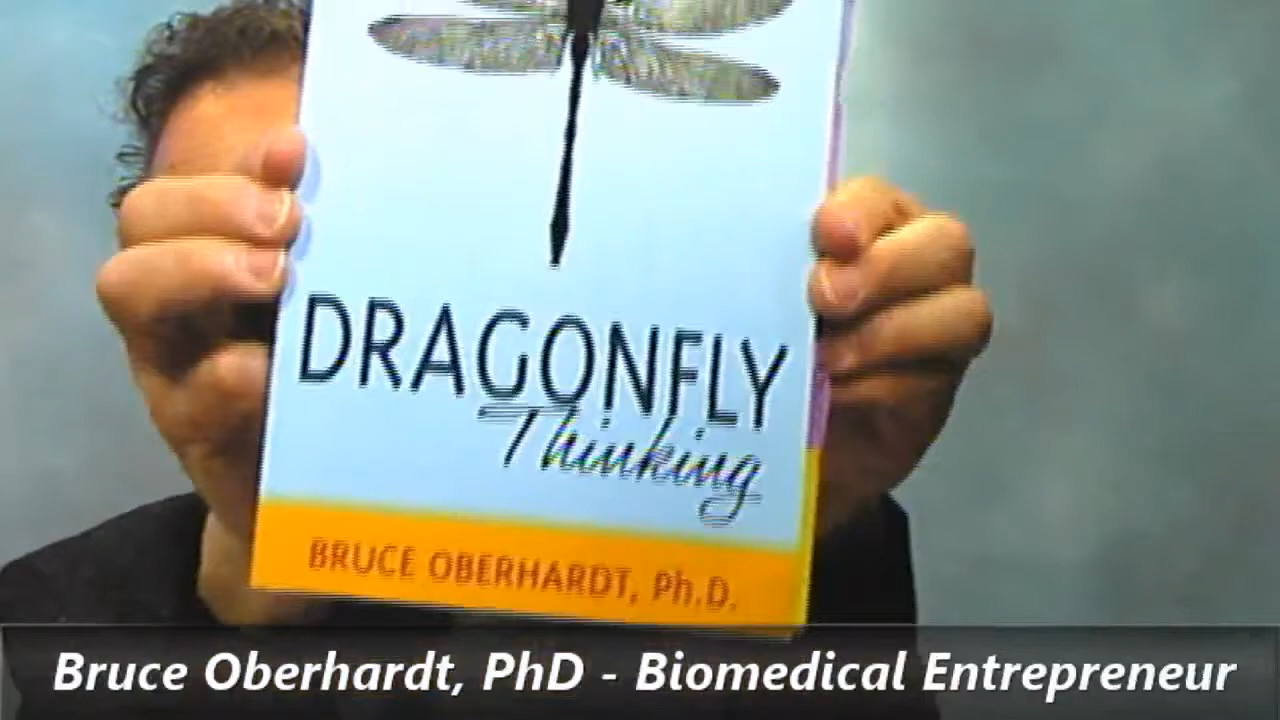 DRAGONFLY
Thinking
BRUCE OBERHARDT, Ph.D.
Bruce Oberhardt, PhD - Biomedical Entrepreneur